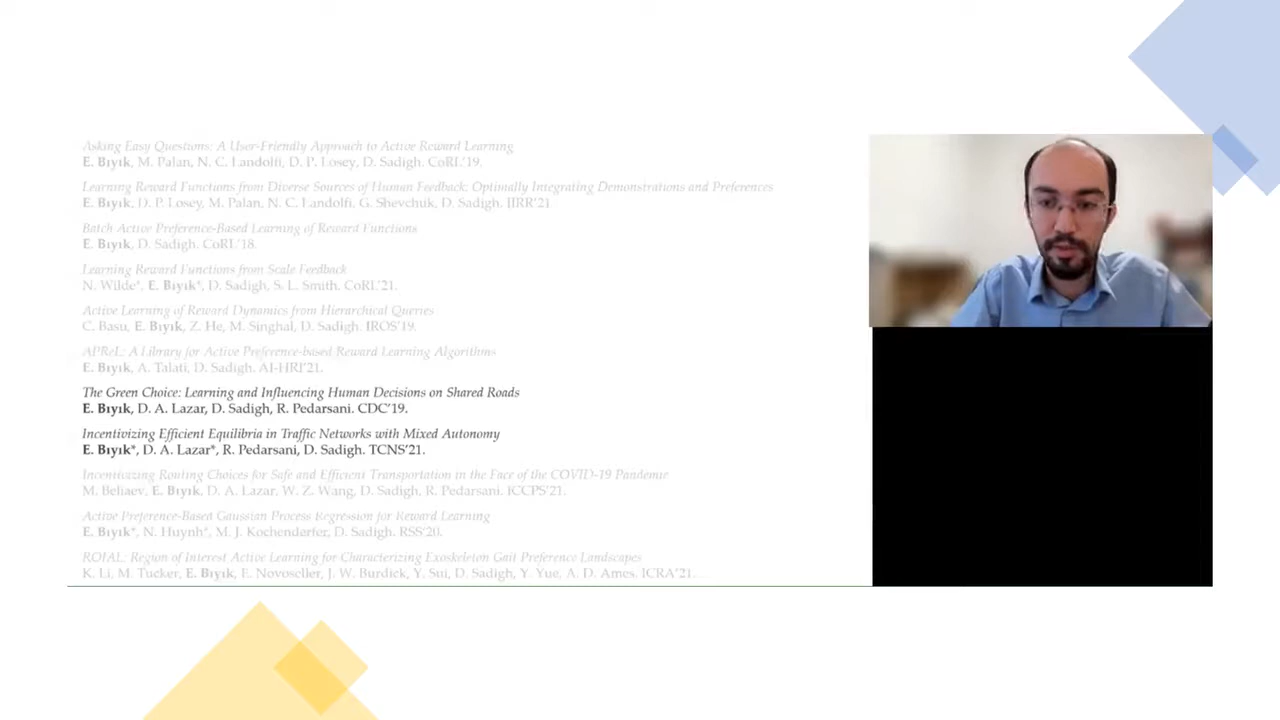 Asking Easy Questions: A User-Friendly Approach to Active Reward Learning
E. Bıyık, M. Palan, N. C. Landolfi, D. P. Losey, D. Sadigh. CoRL'19.
Learning Reward Functions from Diverse Sources of Human Feedback: Optimally Integrating Demonstrations and Preferences
E. Bıyık, D. P. Losey, M. Palan, N. C. Landolfi, G. Shevchuk, D. Sadigh. IJRR'21
Batch Active Preference-Based Learning of Reward Functions
E. Bıyık, D. Sadigh. CoRL'18.
Learning Reward Functions from Scale Feedback
N. Wilde*, E. Bıyık*, D. Sadigh, S. L. Smith. CoRL'21.
Active Learning of Reward Dynamics from Hierarchical Queries
C. Basu, E. Bıyık, Z. He, M. Singhal, D. Sadigh. IROS'19.
APReL: A Library for Active Preference-based Reward Learning Algorithms
E. Bıyık, A. Talati, D. Sadigh. AI-HRI'21.
The Green Choice: Learning and Influencing Human Decisions on Shared Roads
E. Bıyık, D. A. Lazar, D. Sadigh, R. Pedarsani. CDC'19.
Incentivizing Efficient Equilibria in Traffic Networks with Mixed Autonomy
E. Bıyık*, D. A. Lazar*, R. Pedarsani, D. Sadigh. TCNS'21.
Incentivizing Routing Choices for Safe and Efficient Transportation in the Face of the COVID-19 Pandemic
M. Beliaev, E. Bıyık, D. A. Lazar, W. Z. Wang, D. Sadigh, R. Pedarsani. ICCPS'21.
Active Preference-Based Gaussian Process Regression for Reward Learning
E. Bıyık*, N. Huynh*, M. J. Kochenderfer, D. Sadigh. RSS'20.
ROIAL: Region of Interest Active Learning for Characterizing Exoskeleton Gait Preference Landscapes
K. Li, M. Tucker, E. Bıyık, E. Novoseller, J. W. Burdick, Y. Sui, D. Sadigh, Y. Yue, A. D. Ames. ICRA'21.